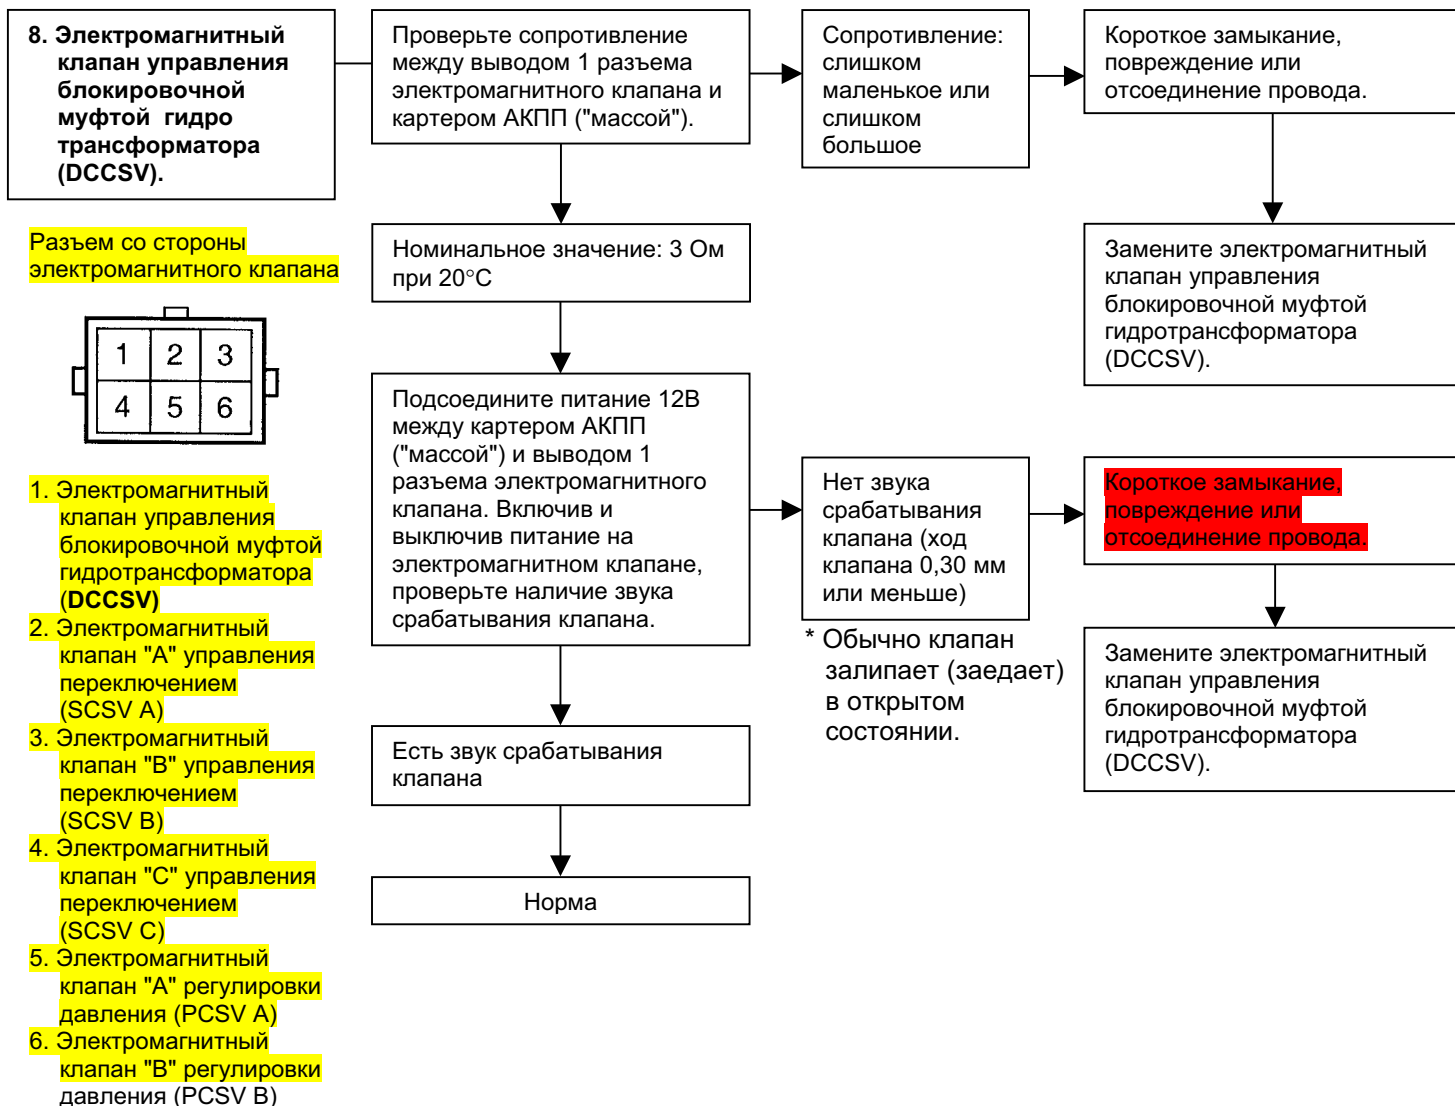 8. Электромагнитный
клапан управления
блокировочной
муфтой гидро
трансформатора
(DCCSV).
Проверьте сопротивление
между выводом 1 разъема
электромагнитного клапана и
картером АКПП ("массой").
Сопротивление:
слишком
маленькое или
слишком
большое
Короткое замыкание,
повреждение или
отсоединение провода.
Замените электромагнитный
клапан управления
блокировочной муфтой
гидротрансформатора
(DCCSV).
Номинальное значение: 3 Ом
при 20°C
Разъем со стороны
электромагнитного клапана
1 2 3
4 5 6
1. Электромагнитный
клапан управления
блокировочной муфтой
гидротрансформатора
(DCCSV)
2. Электромагнитный
клапан "А" управления
переключением
(SCSV A)
3. Электромагнитный
клапан "В" управления
переключением
(SCSV B)
4. Электромагнитный
клапан "С" управления
переключением
(SCSV C)
5. Электромагнитный
клапан "А" регулировки
давления (PCSV A)
6. Электромагнитный
клапан "В" регулировки
давления (PCSV B)
Подсоедините питание 12В
между картером АКПП
("массой") и выводом 1
разъема электромагнитного
клапана. Включив и
выключив питание на
электромагнитном клапане,
проверьте наличие звука
срабатывания клапана.
Нет звука
срабатывания
клапана (ход
клапана 0,30 мм
или меньше)
* Обычно клапан
залипает (заедает)
в открытом
состоянии.
Короткое замыкание,
повреждение или
отсоединение провода.
Замените электромагнитный
клапан управления
блокировочной муфтой
гидротрансформатора
(DCCSV).
Есть звук срабатывания
клапана
Норма